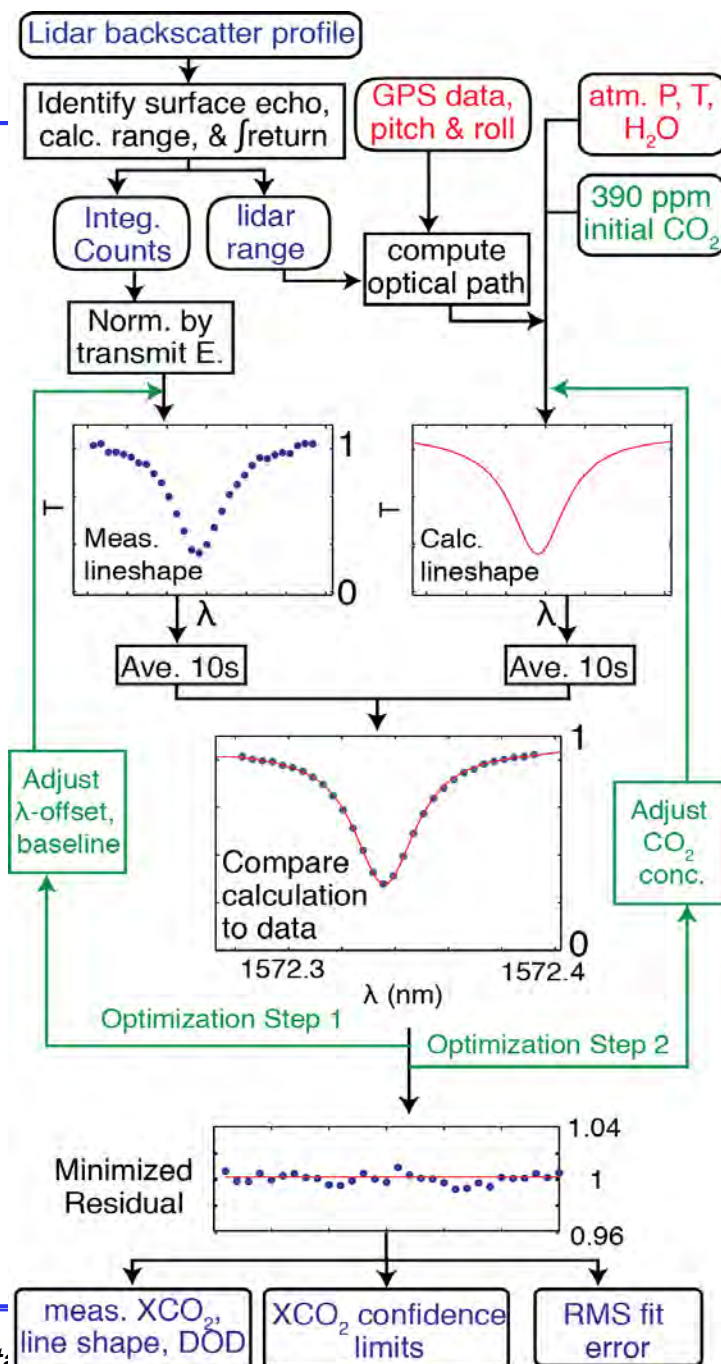 Lidar backscatter profile
Identify surface echo,
calc. range, & ∫return
GPS data,
pitch & roll
atm. P, T,
H₂O
390 ppm
initial CO₂
Integ.
Counts
lidar
range
compute
optical path
Norm. by
transmit E.
1
T
Meas.
lineshape
0
λ
T
Calc.
lineshape
λ
Ave. 10s
Ave. 10s
Adjust
λ-offset,
baseline
1
Compare
calculation
to data
0
1572.3
1572.4
λ (nm)
Adjust
CO₂
conc.
Optimization Step 1
Optimization Step 2
Minimized
Residual
1.04
1
0.96
meas. XCO₂,
line shape, DOD
XCO₂ confidence
limits
RMS fit
error